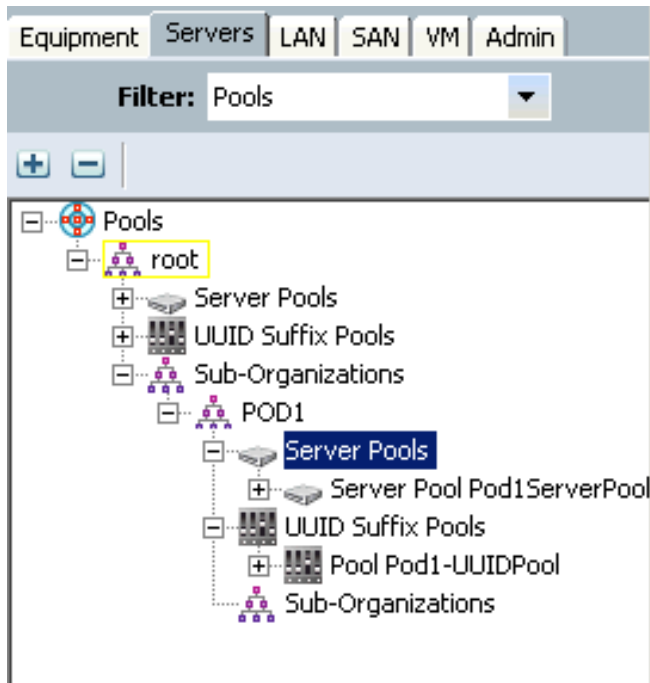 Equipment Servers LAN SAN VM Admin
Filter: Pools
Pools
root
Server Pools
UUID Suffix Pools
Sub-Organizations
POD1
Server Pools
Server Pool Pod1ServerPool
UUID Suffix Pools
Pool Pod1-UUIDPool
Sub-Organizations